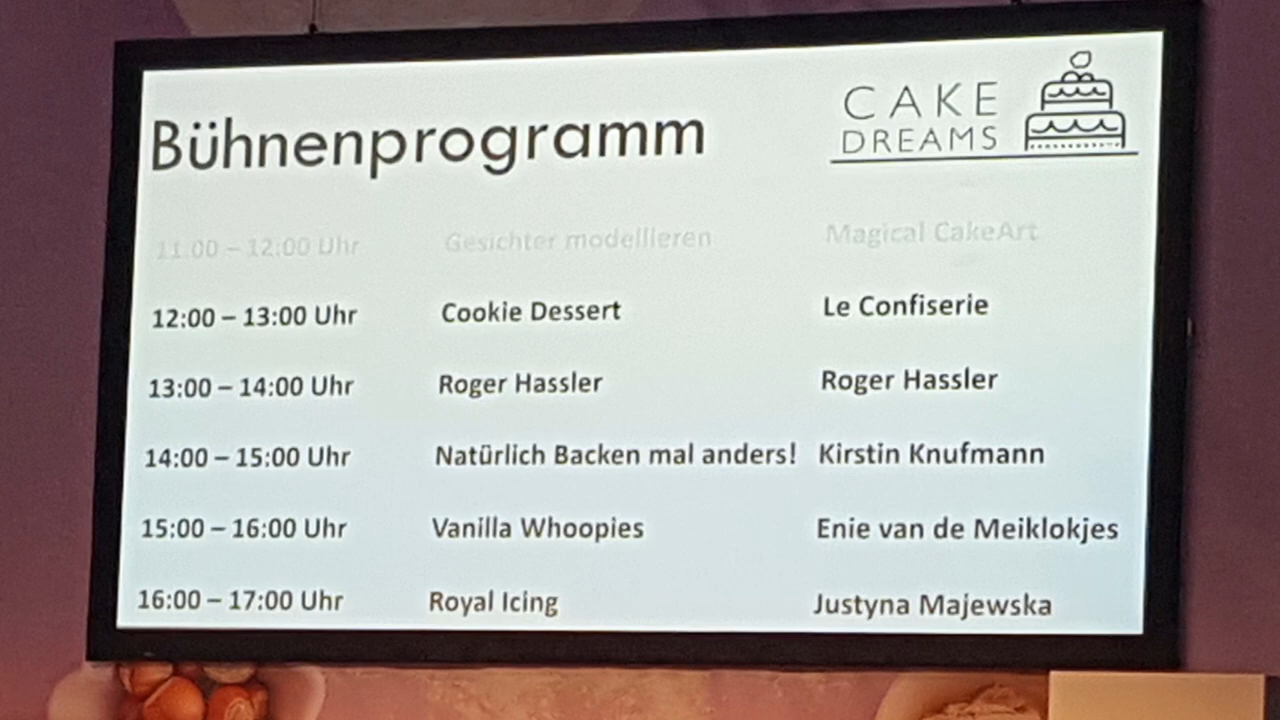 Bühnenprogramm
CAKE
DREAMS
11:00 – 12:00 Uhr Gesichter modellieren Magical CakeArt
12:00 – 13:00 Uhr Cookie Dessert Le Confiserie
13:00 – 14:00 Uhr Roger Hassler Roger Hassler
14:00 – 15:00 Uhr Natürlich Backen mal anders! Kirstin Knufmann
15:00 – 16:00 Uhr Vanilla Whoopies Enie van de Meiklokjes
16:00 – 17:00 Uhr Royal Icing Justyna Majewska